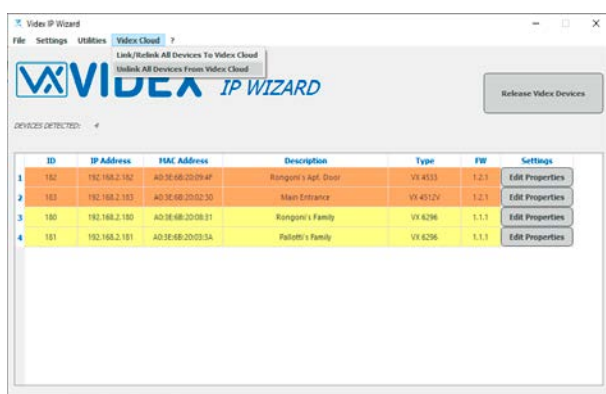 Videx IP Wizard
File Settings Utilities Videx Cloud ?
Link/Relink All Devices To Videx Cloud
Unlink All Devices From Videx Cloud
VIDEX IP WIZARD
Release Videx Devices
DEVICES DETECTED: 4
ID IP Address MAC Address Description Type FW Settings
1 182 192.168.2.182 A0:3E:6B:20:09:4F Rongoni's Apt. Door VX 4533 1.2.1 Edit Properties
2 183 192.168.2.183 A0:3E:6B:20:02:30 Main Entrance VX 4512V 1.2.1 Edit Properties
3 180 192.168.2.180 A0:3E:6B:20:08:31 Rongoni's Family VX 6296 1.1.1 Edit Properties
4 181 192.168.2.181 A0:3E:6B:20:03:3A Pallotti's Family VX 6296 1.1.1 Edit Properties